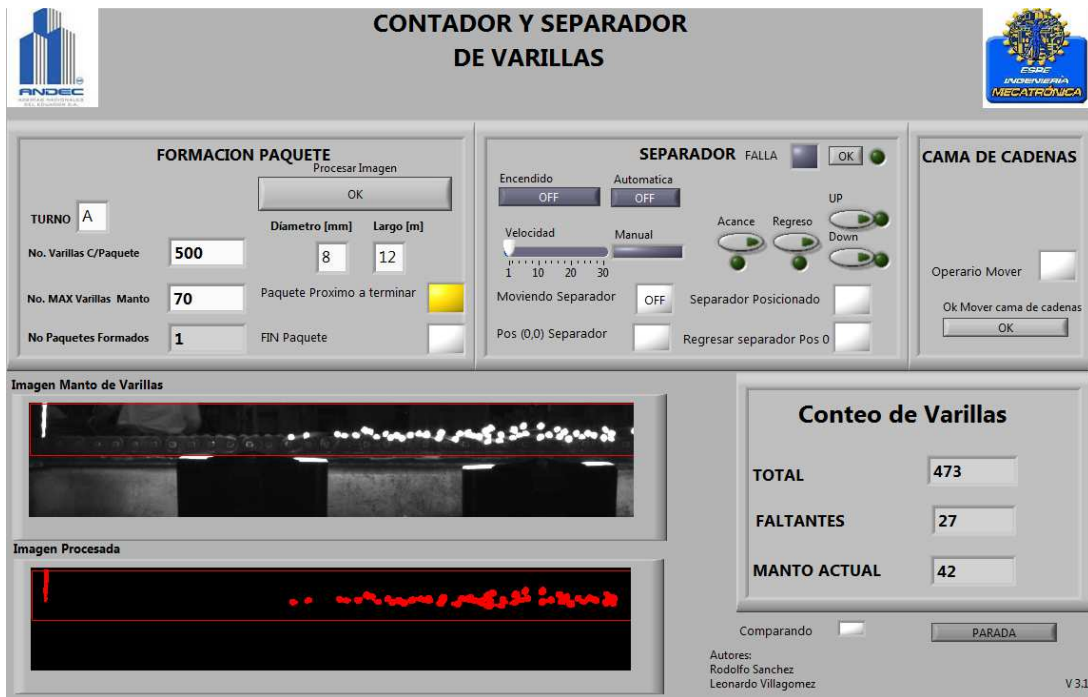 CONTADOR Y SEPARADOR
DE VARILLAS
ANDEC
ESPE
INGENIERÍA
MECATRÓNICA
FORMACION PAQUETE
Procesar Imagen
OK
TURNO A
Díametro [mm] Largo [m]
8 12
No. Varillas C/Paquete 500
No. MAX Varillas Manto 70
Paquete Proximo a terminar
No Paquetes Formados 1
FIN Paquete
SEPARADOR FALLA OK
Encendido Automatica
OFF OFF
UP
Acance Regreso
Down
Velocidad Manual
1 10 20 30
Moviendo Separador OFF Separador Posicionado
Pos (0,0) Separador Regresar separador Pos 0
CAMA DE CADENAS
Operario Mover
Ok Mover cama de cadenas
OK
Imagen Manto de Varillas
Imagen Procesada
Conteo de Varillas
TOTAL 473
FALTANTES 27
MANTO ACTUAL 42
Comparando PARADA
Autores:
Rodolfo Sanchez
Leonardo Villagomez
V 3.1